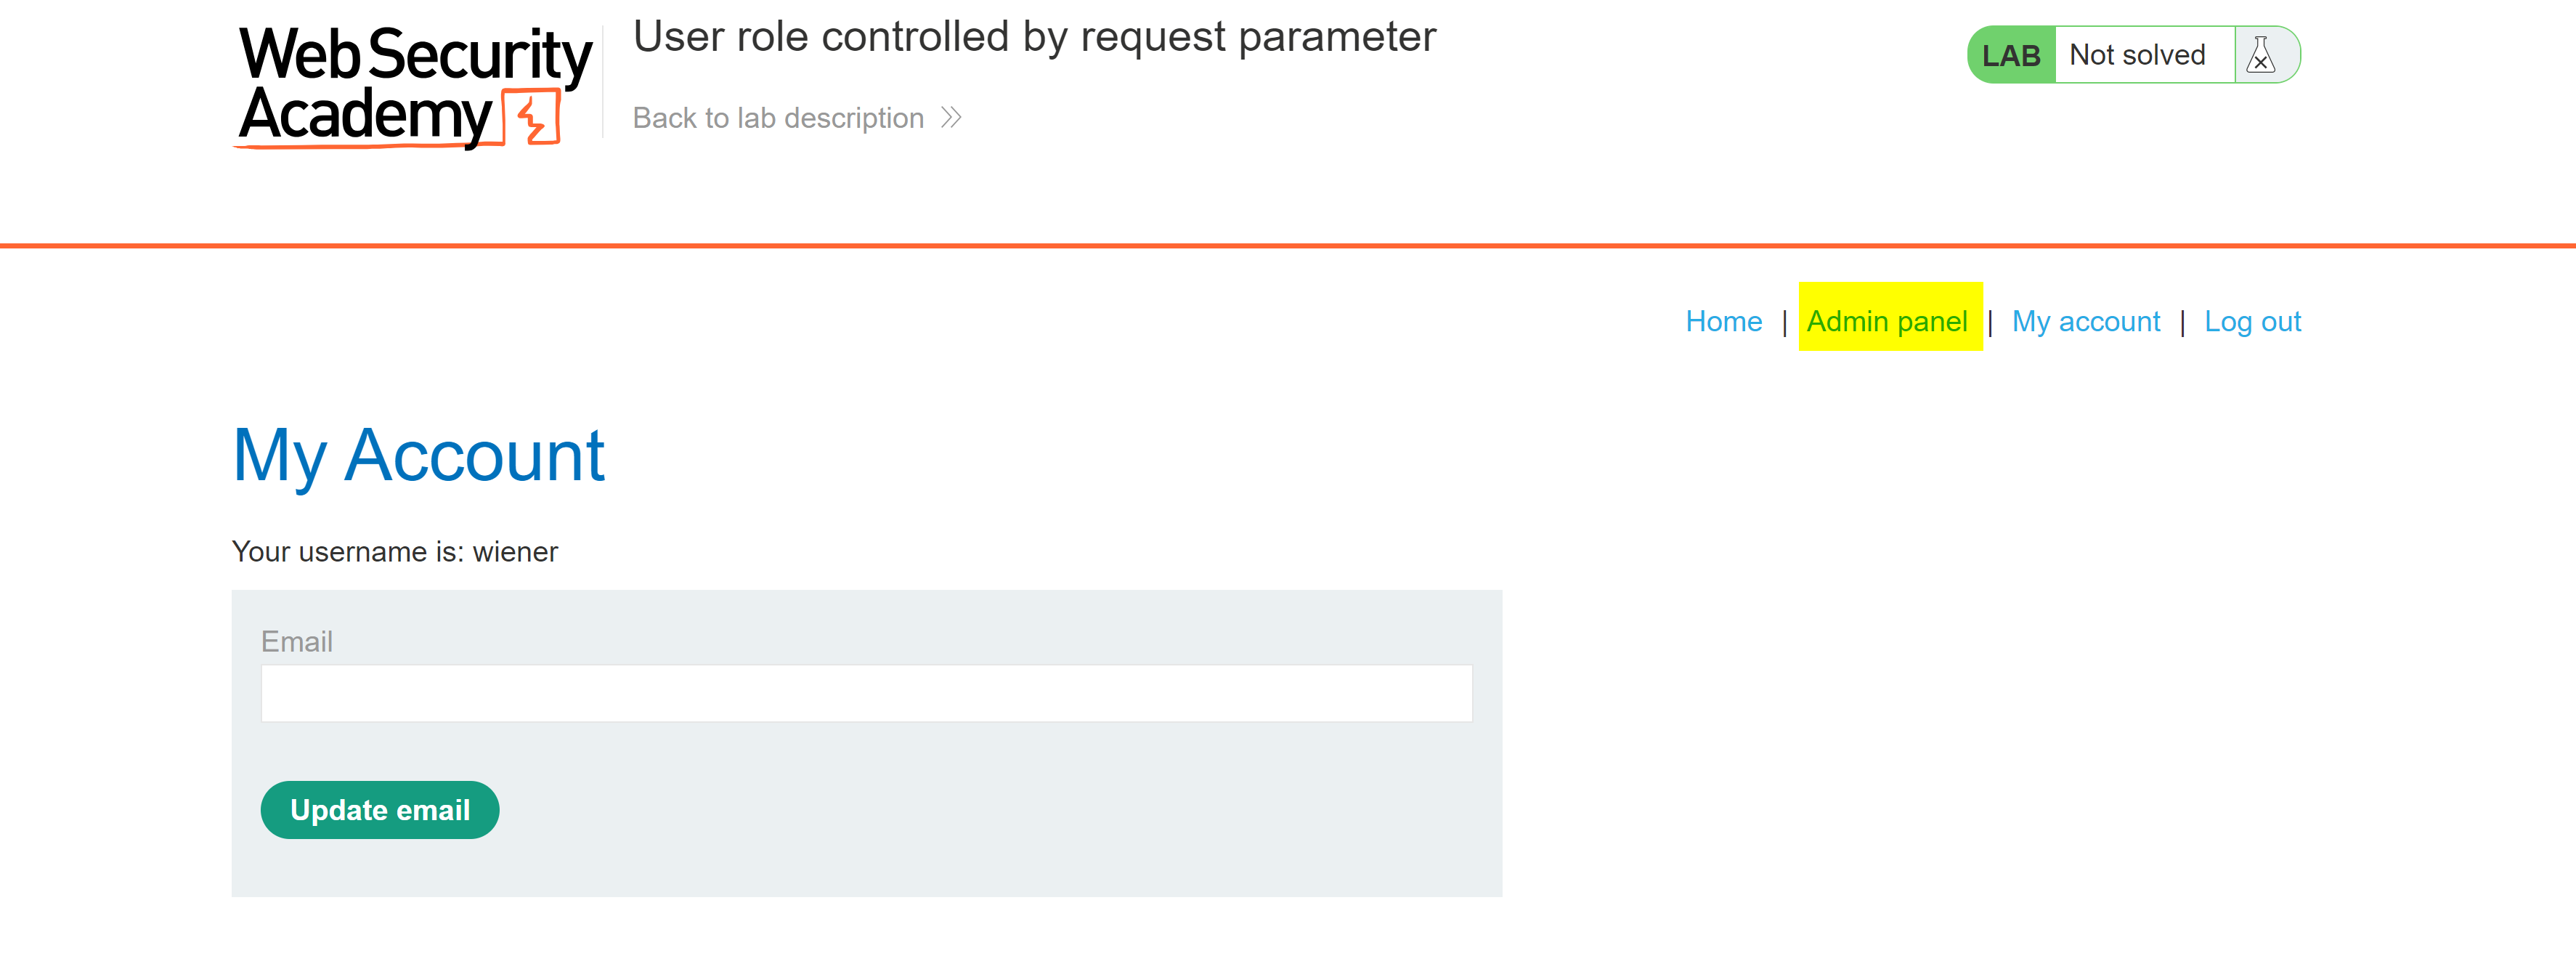 Web Security
Academy
User role controlled by request parameter
Back to lab description
LAB Not solved
Home | Admin panel | My account | Log out
My Account
Your username is: wiener
Email
Update email